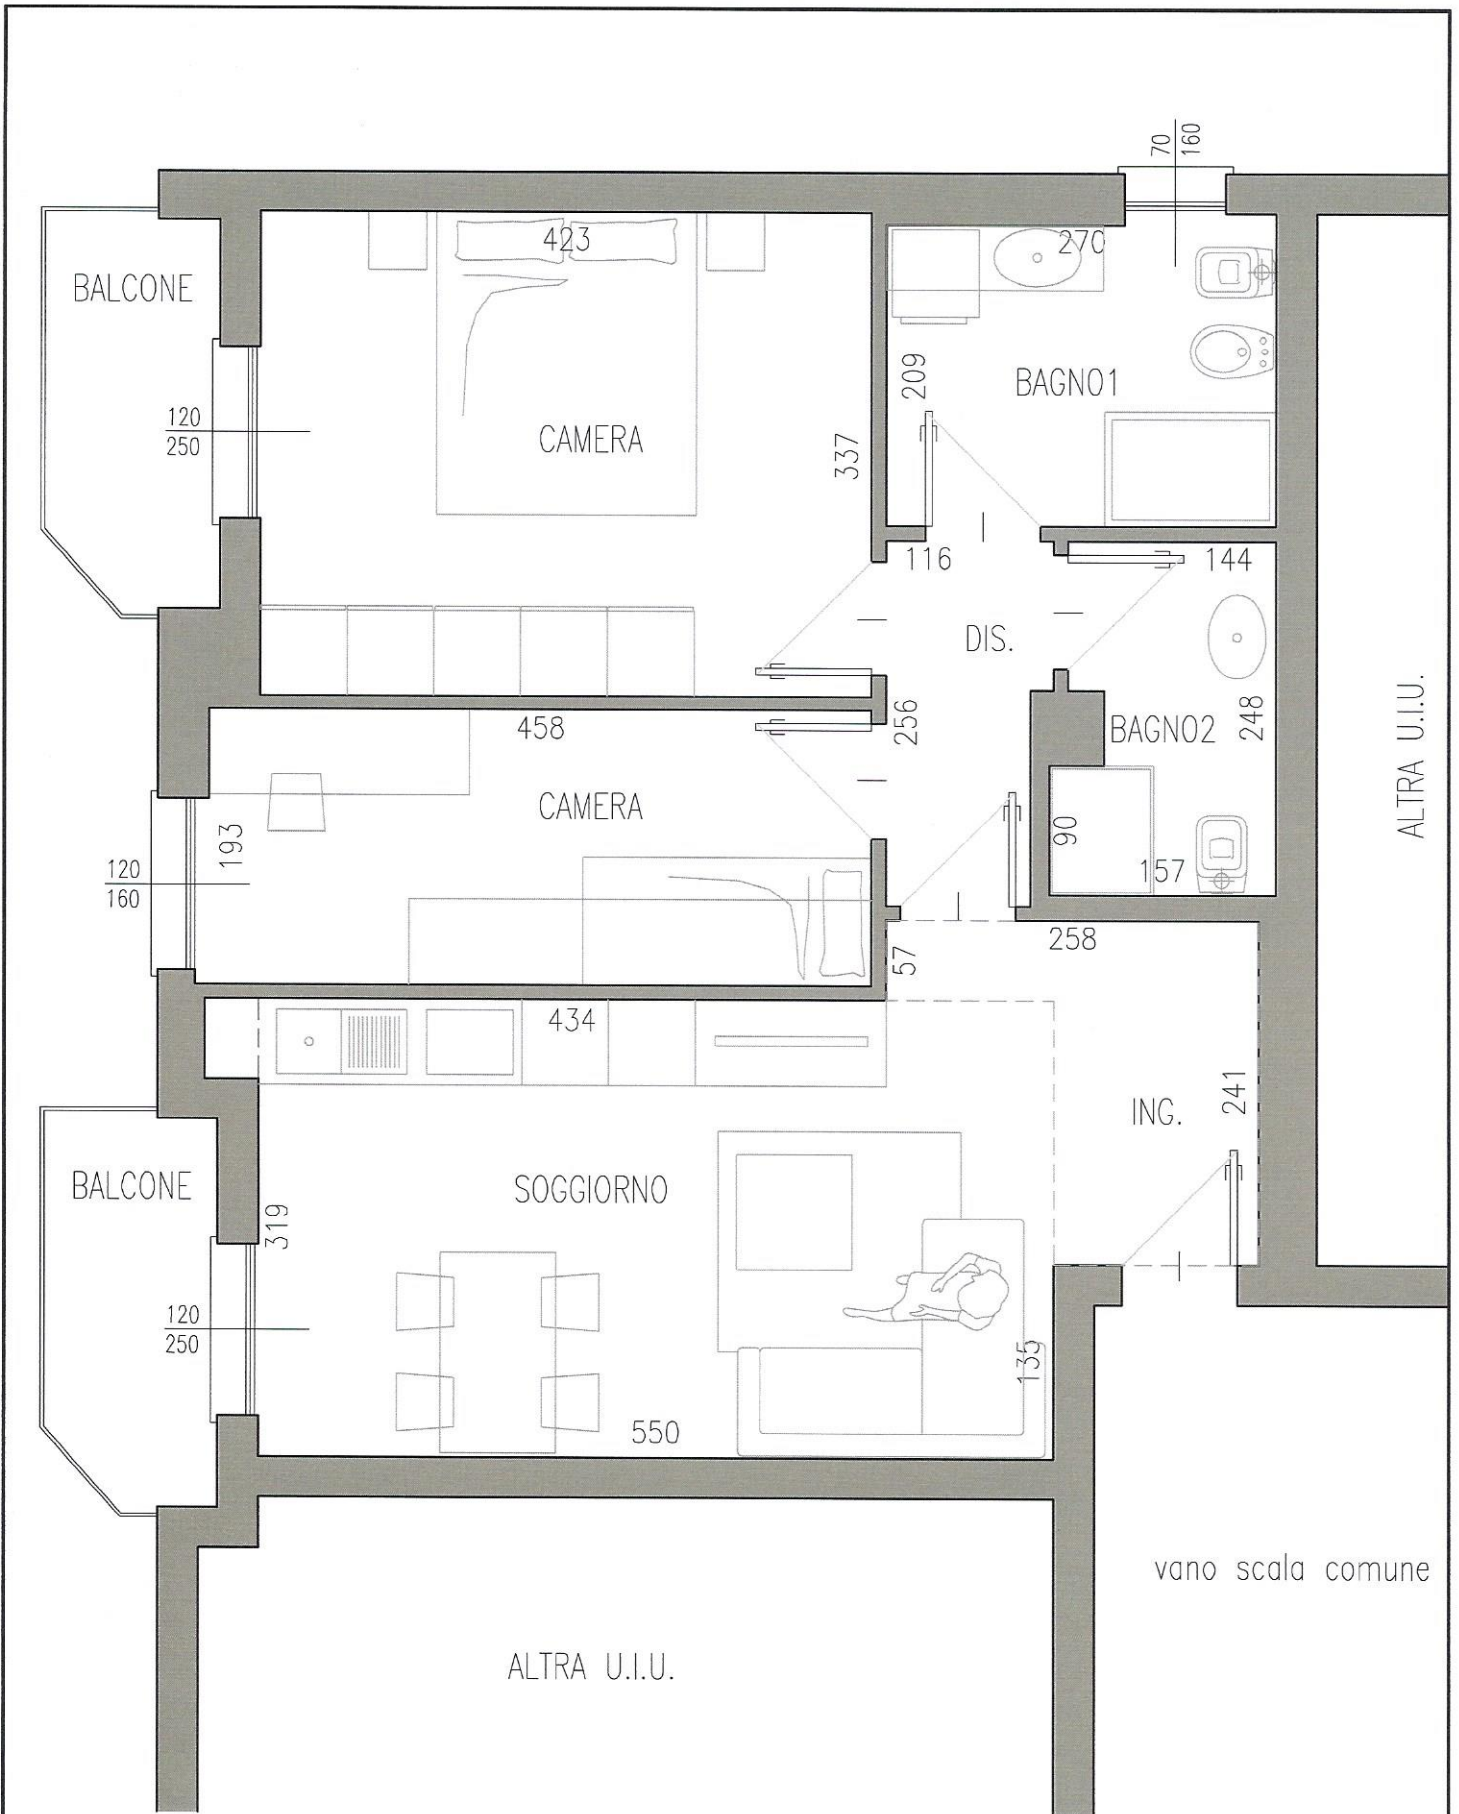 70
160
BALCONE
423
270
209
BAGNO1
120
250
CAMERA
337
116
144
DIS.
248
256
458
BAGNO2
ALTRA U.I.U.
CAMERA
193
90
157
120
160
258
57
434
241
ING.
BALCONE
SOGGIORNO
319
120
250
135
550
vano scala comune
ALTRA U.I.U.